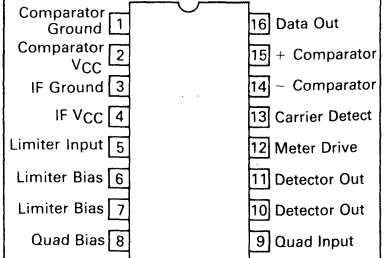 Comparator
Ground 1
16 Data Out
Comparator
VCC 2
15 + Comparator
IF Ground 3
14 − Comparator
IF VCC 4
13 Carrier Detect
Limiter Input 5
12 Meter Drive
Limiter Bias 6
11 Detector Out
Limiter Bias 7
10 Detector Out
Quad Bias 8
9 Quad Input